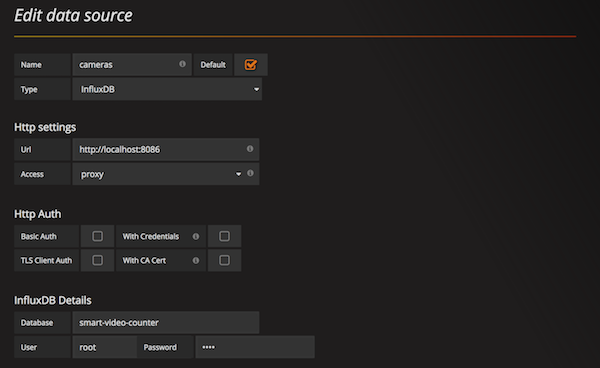 Edit data source
Name cameras Default
Type InfluxDB
Http settings
Url http://localhost:8086
Access proxy
Http Auth
Basic Auth With Credentials
TLS Client Auth With CA Cert
InfluxDB Details
Database smart-video-counter
User root Password ••••